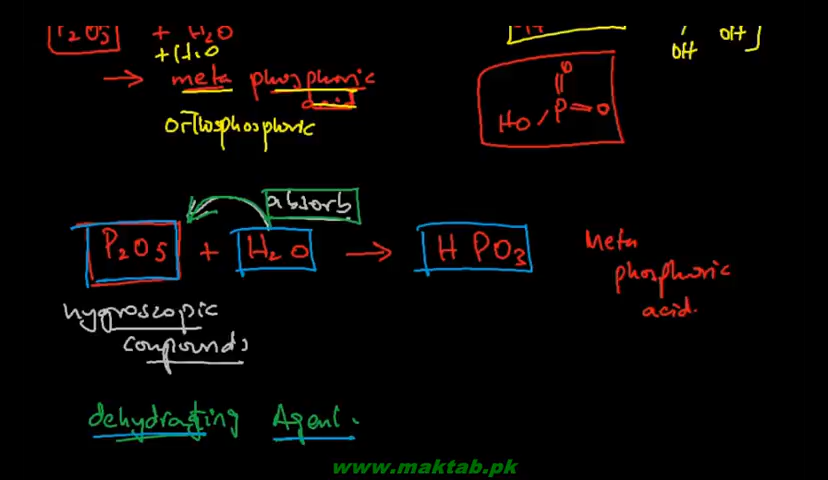 P2O5 + H2O
+H2O
→ meta phosphoric
acid
orthophosphoric
OH OH
O
HO P=O
absorb
P2O5 + H2O → H PO3
Meta
phosphoric
acid.
hygroscopic
compounds
dehydrating Agent.
www.maktab.pk